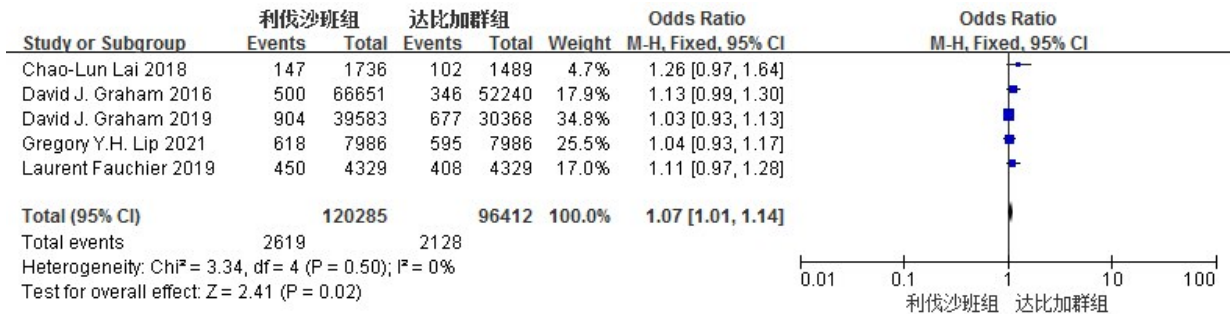 利伐沙班组 达比加群组 Odds Ratio Odds Ratio
Study or Subgroup Events Total Events Total Weight M-H, Fixed, 95% CI M-H, Fixed, 95% CI
Chao-Lun Lai 2018 147 1736 102 1489 4.7% 1.26 [0.97, 1.64]
David J. Graham 2016 500 66651 346 52240 17.9% 1.13 [0.99, 1.30]
David J. Graham 2019 904 39583 677 30368 34.8% 1.03 [0.93, 1.13]
Gregory Y.H. Lip 2021 618 7986 595 7986 25.5% 1.04 [0.93, 1.17]
Laurent Fauchier 2019 450 4329 408 4329 17.0% 1.11 [0.97, 1.28]
Total (95% CI) 120285 96412 100.0% 1.07 [1.01, 1.14]
Total events 2619 2128
Heterogeneity: Chi² = 3.34, df = 4 (P = 0.50); I² = 0%
Test for overall effect: Z = 2.41 (P = 0.02)
0.01 0.1 1 10 100
利伐沙班组 达比加群组